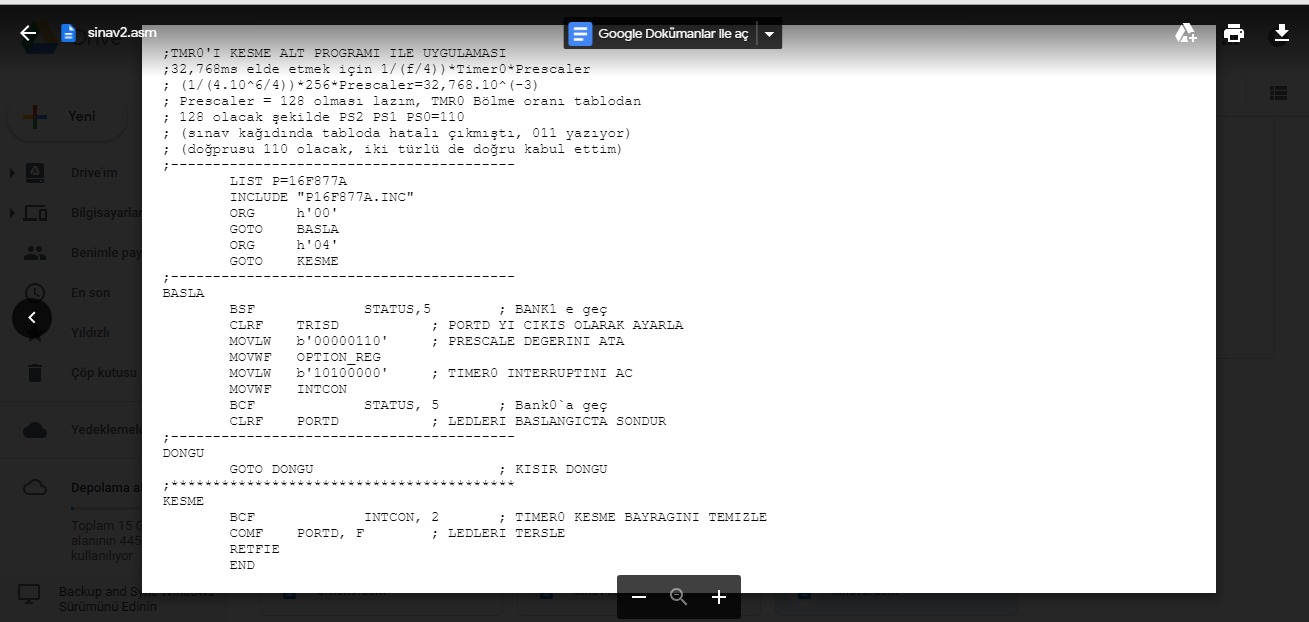 sinav2.asm
Google Dokümanlar ile aç
;TMR0'I KESME ALT PROGRAMI ILE UYGULAMASI
;32,768ms elde etmek için 1/(f/4))*Timer0*Prescaler
; (1/(4.10^6/4))*256*Prescaler=32,768.10^(-3)
; Prescaler = 128 olması lazım, TMR0 Bölme oranı tablodan
; 128 olacak şekilde PS2 PS1 PS0=110
; (sınav kağıdında tabloda hatalı çıkmıştı, 011 yazıyor)
; (doğprusu 110 olacak, iki türlü de doğru kabul ettim)
;-----------------------------------------
LIST P=16F877A
INCLUDE "P16F877A.INC"
ORG h'00'
GOTO BASLA
ORG h'04'
GOTO KESME
;-----------------------------------------
BASLA
BSF STATUS,5 ; BANK1 e geç
CLRF TRISD ; PORTD YI CIKIS OLARAK AYARLA
MOVLW b'00000110' ; PRESCALE DEGERINI ATA
MOVWF OPTION_REG
MOVLW b'10100000' ; TIMER0 INTERRUPTINI AC
MOVWF INTCON
BCF STATUS, 5 ; Bank0`a geç
CLRF PORTD ; LEDLERI BASLANGICTA SONDUR
;-----------------------------------------
DONGU
GOTO DONGU ; KISIR DONGU
;*****************************************
KESME
BCF INTCON, 2 ; TIMER0 KESME BAYRAGINI TEMIZLE
COMF PORTD, F ; LEDLERI TERSLE
RETFIE
END
Yeni
Drive'ım
Bilgisayarlar
Benimle pay
En son
Yıldızlı
Çöp kutusu
Yedeklemele
Depolama a
Toplam 15 G
alanının 445
kullanılıyor
Backup and Sync Windows
Sürümünü Edinin